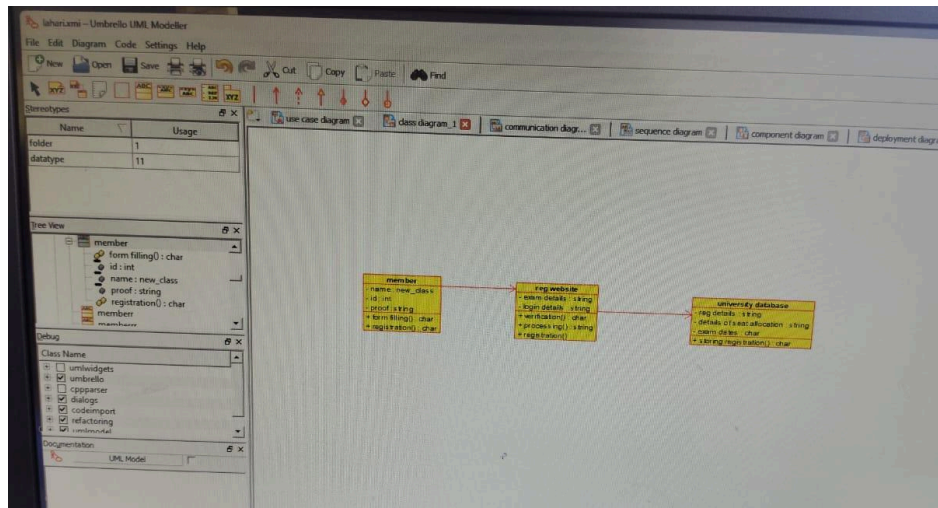 lahari.xmi – Umbrello UML Modeller
File Edit Diagram Code Settings Help
New Open Save Cut Copy Paste Find
Stereotypes
Name Usage
folder 1
datatype 11
use case diagram class diagram_1 communication diagr... sequence diagram component diagram deployment diagr
Tree View
member
form filling() : char
id : int
name : new_class
proof : string
registration() : char
memberr
Debug
Class Name
umlwidgets
umbrello
cppparser
dialogs
codeimport
refactoring
umlmodel
Documentation
UML Model
member
- name : new_class
- id : int
- proof : string
+ form filling() : char
+ registration() : char
reg website
- exam details : string
- login details : string
+ verification() : char
+ processing() : string
+ registration()
university database
- reg details : string
- details of seat allocation : string
- exam dates : char
+ storing registration() : char